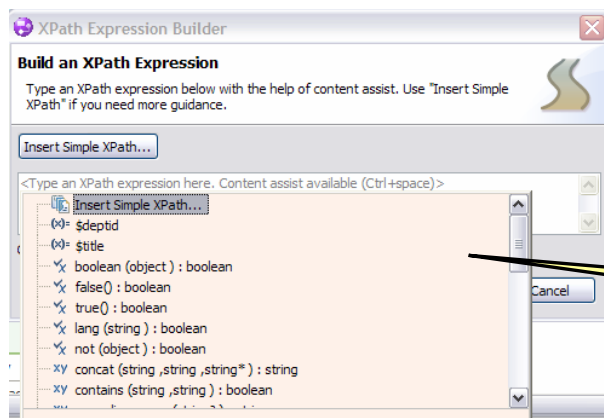 XPath Expression Builder
Build an XPath Expression
Type an XPath expression below with the help of content assist. Use "Insert Simple
XPath" if you need more guidance.
Insert Simple XPath...
<Type an XPath expression here. Content assist available (Ctrl+space)>
Insert Simple XPath...
(x)= $deptid
(x)= $title
boolean (object ) : boolean
false() : boolean
true() : boolean
Cancel
lang (string ) : boolean
not (object ) : boolean
xy concat (string ,string ,string* ) : string
xy contains (string ,string ) : boolean